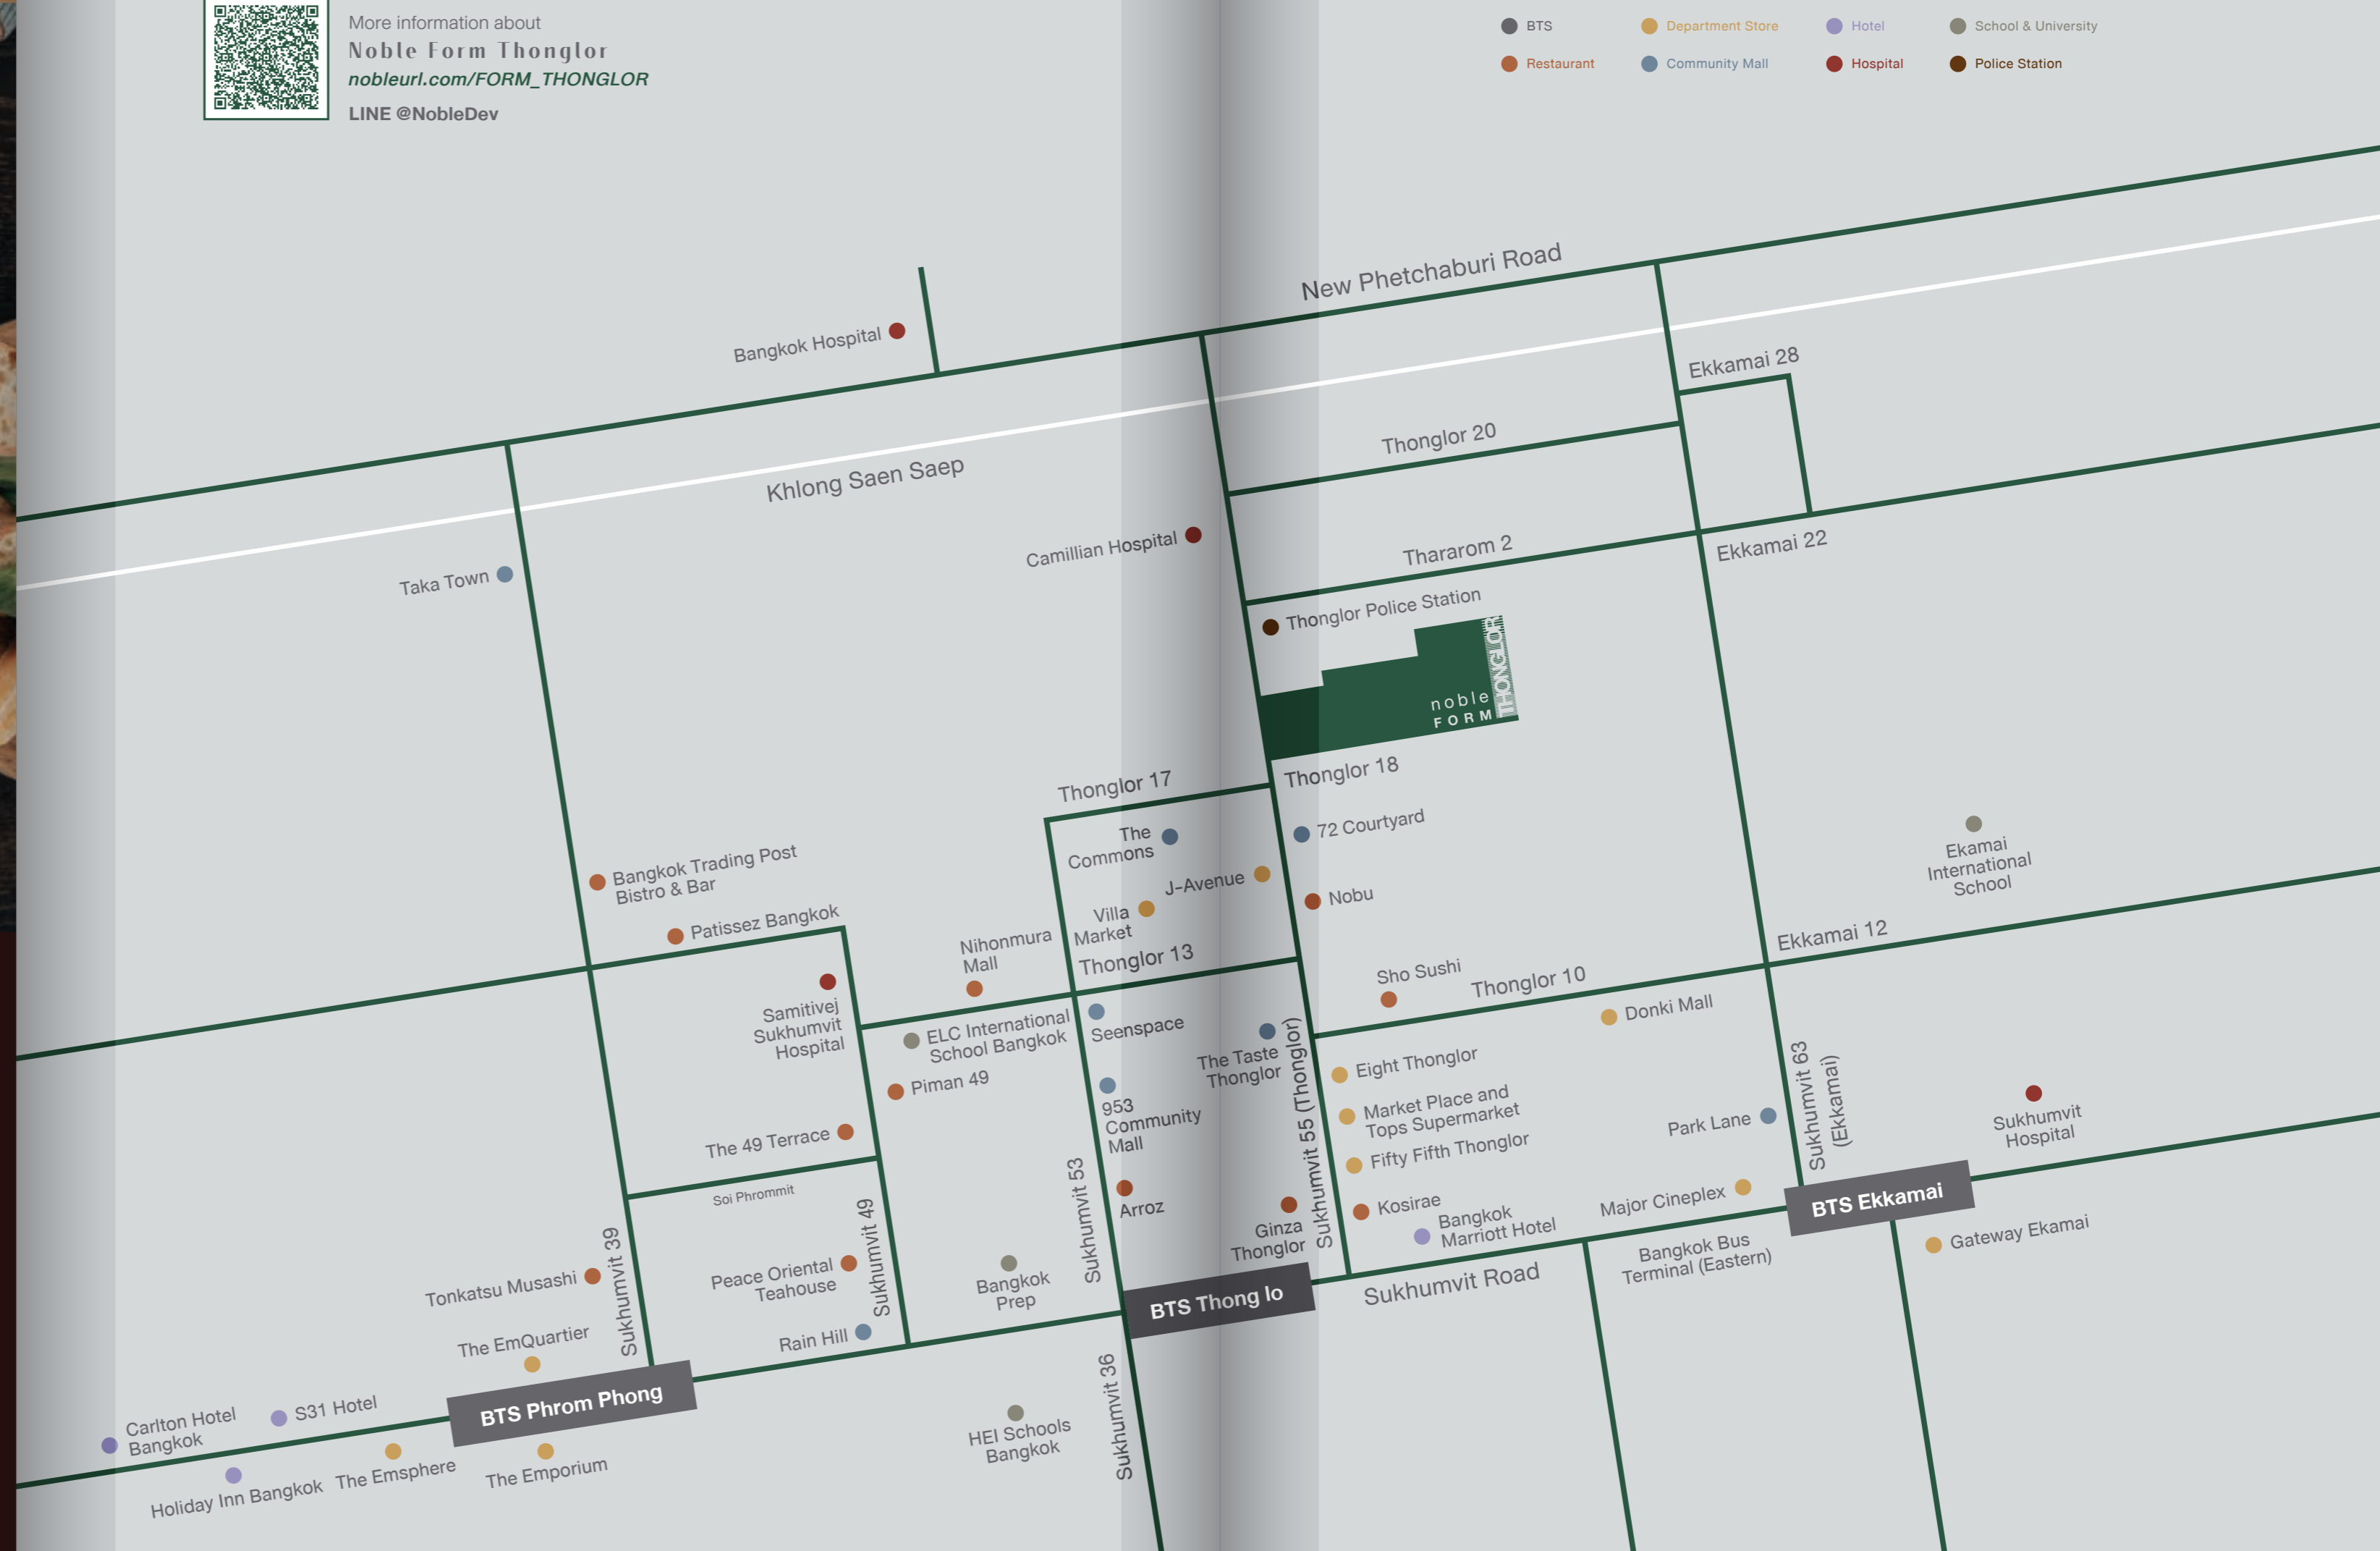 More information about
Noble Form Thonglor
nobleurl.com/FORM_THONGLOR
LINE @NobleDev
BTS
Department Store
Hotel
School & University
Restaurant
Community Mall
Hospital
Police Station
New Phetchaburi Road
Bangkok Hospital
Ekkamai 28
Thonglor 20
Khlong Saen Saep
Camillian Hospital
Thararom 2
Ekkamai 22
Taka Town
Thonglor Police Station
noble
FORM
THONGLOR
Thonglor 18
Thonglor 17
The
Commons
72 Courtyard
J-Avenue
Nobu
Villa
Market
Thonglor 13
Ekamai
International
School
Bangkok Trading Post
Bistro & Bar
Patissez Bangkok
Nihonmura
Mall
Ekkamai 12
Sho Sushi
Thonglor 10
Donki Mall
Samitivej
Sukhumvit
Hospital
ELC International
School Bangkok
Seenspace
The Taste
Thonglor
Piman 49
953
Community
Mall
Eight Thonglor
Market Place and
Tops Supermarket
Fifty Fifth Thonglor
Park Lane
Sukhumvit 63
(Ekkamai)
Sukhumvit
Hospital
The 49 Terrace
Soi Phrommit
Sukhumvit 53
Sukhumvit 55 (Thonglor)
Arroz
Ginza
Thonglor
Kosirae
Bangkok
Marriott Hotel
Major Cineplex
BTS Ekkamai
Gateway Ekamai
Bangkok Bus
Terminal (Eastern)
Sukhumvit 39
Sukhumvit 49
Peace Oriental
Teahouse
Bangkok
Prep
Tonkatsu Musashi
Rain Hill
BTS Thong lo
Sukhumvit Road
The EmQuartier
BTS Phrom Phong
Sukhumvit 36
HEI Schools
Bangkok
Carlton Hotel
Bangkok
S31 Hotel
Holiday Inn Bangkok
The Emsphere
The Emporium